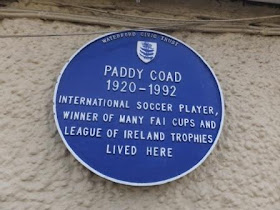 WATERFORD CIVIC TRUST
PADDY COAD
1920-1992
INTERNATIONAL SOCCER PLAYER,
WINNER OF MANY FAI CUPS AND
LEAGUE OF IRELAND TROPHIES
LIVED HERE